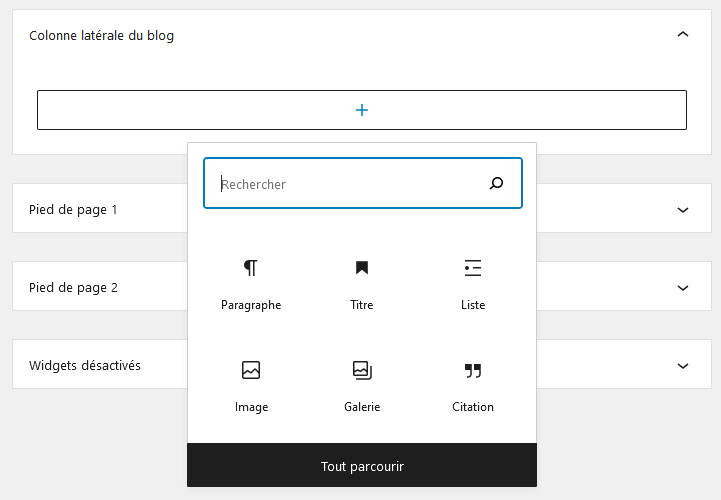 Colonne latérale du blog
Rechercher
Pied de page 1
Paragraphe
Titre
Liste
Pied de page 2
Widgets désactivés
Image
Galerie
Citation
Tout parcourir